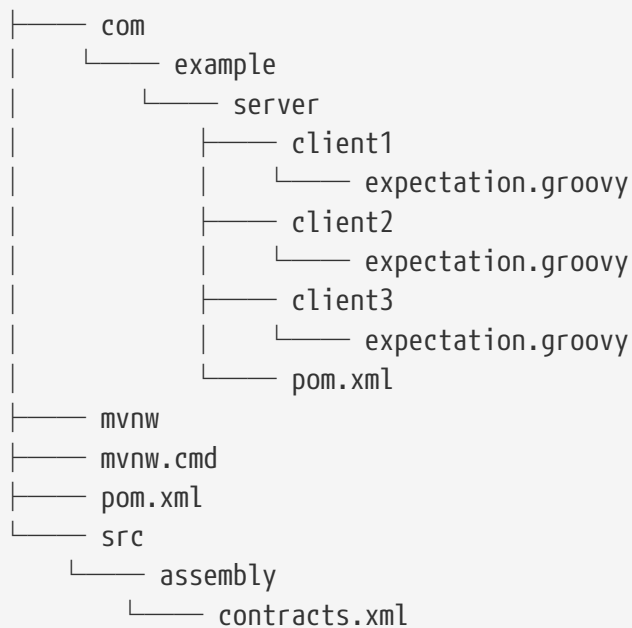 ├── com
│   └── example
│       └── server
│           ├── client1
│           │   └── expectation.groovy
│           ├── client2
│           │   └── expectation.groovy
│           ├── client3
│           │   └── expectation.groovy
│           └── pom.xml
├── mvnw
├── mvnw.cmd
├── pom.xml
└── src
    └── assembly
        └── contracts.xml